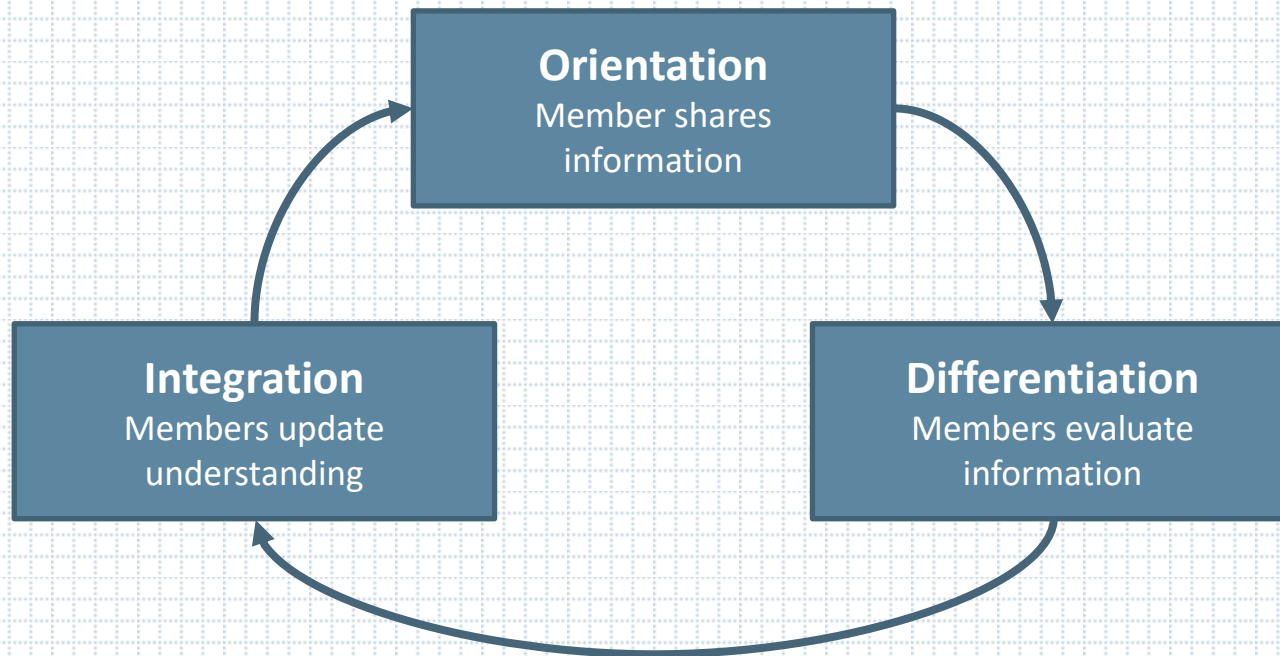 Orientation
Member shares
information
Integration
Members update
understanding
Differentiation
Members evaluate
information